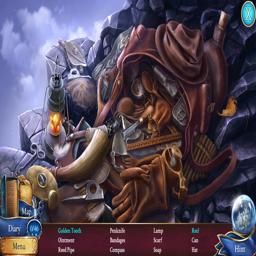 Map
Diary
Menu
Golden Tooth Penknife Lamp Reel
Ointment Bandages Scarf Can
Reed Pipe Compass Soap Hat
Hint